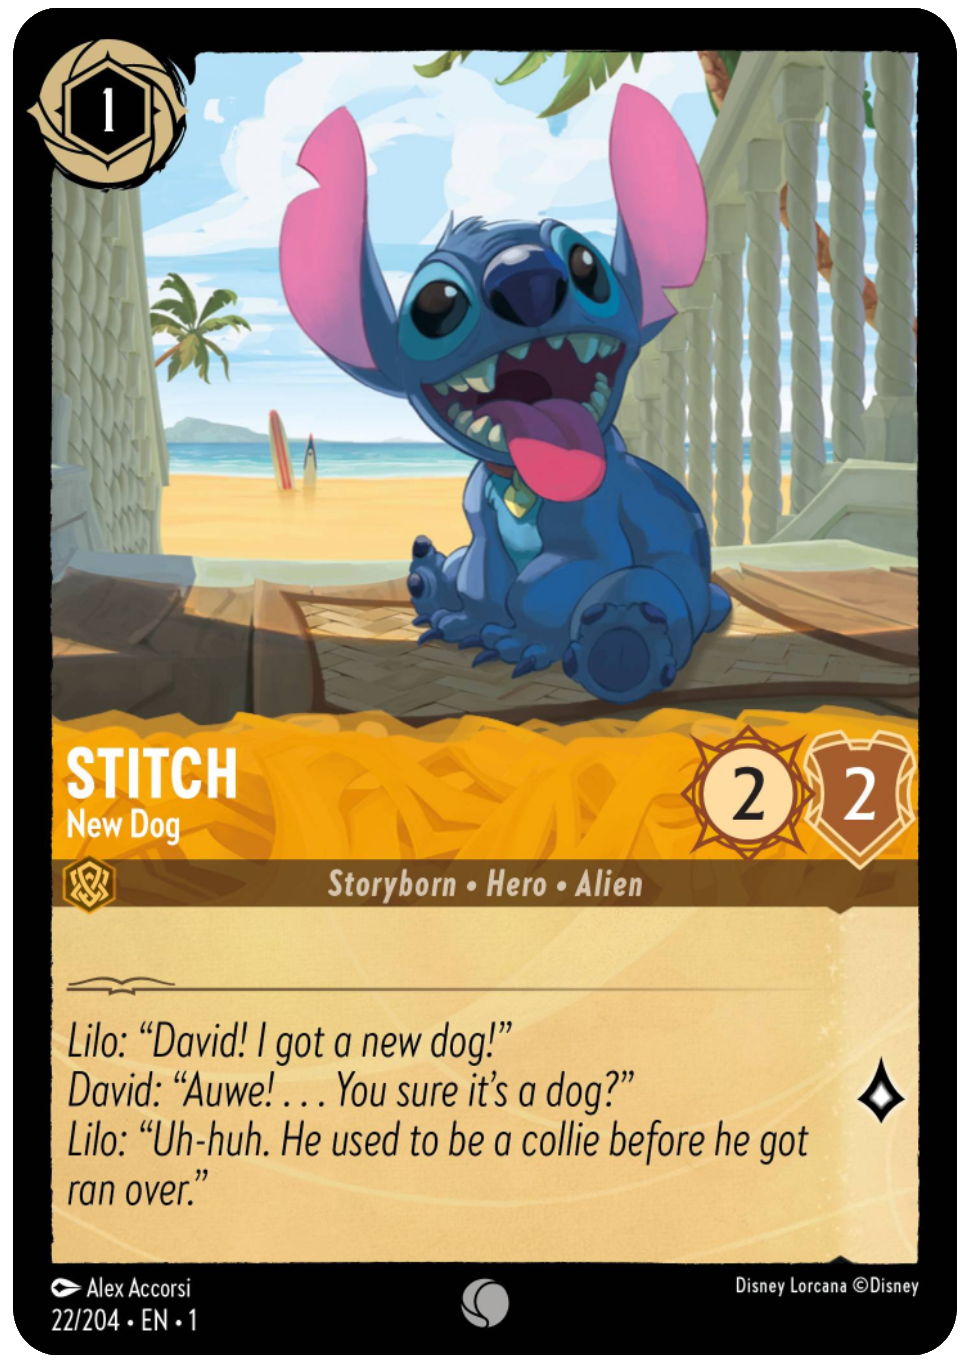 1
STITCH
New Dog
2 2
Storyborn • Hero • Alien
Lilo: “David! I got a new dog!”
David: “Auwe! . . . You sure it’s a dog?”
Lilo: “Uh-huh. He used to be a collie before he got
ran over.”
Alex Accorsi
Disney Lorcana ©Disney
22/204 • EN • 1